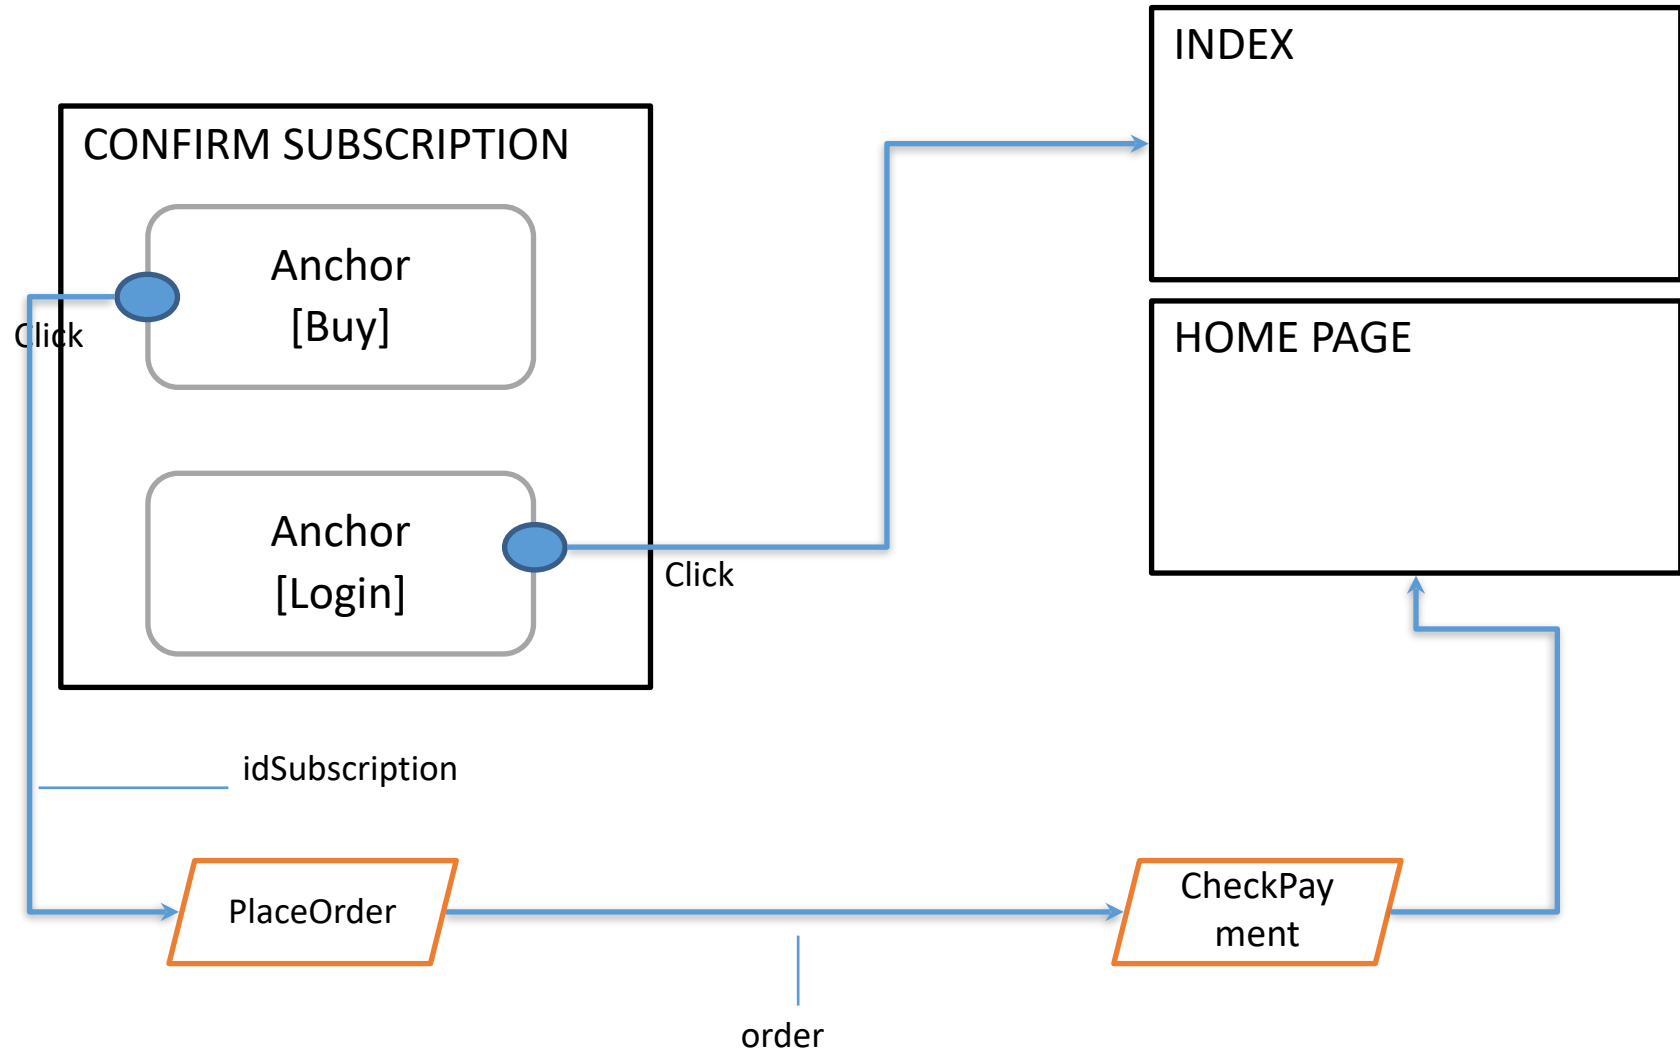 INDEX
CONFIRM SUBSCRIPTION
Anchor
[Buy]
Click
HOME PAGE
Anchor
[Login]
Click
idSubscription
PlaceOrder
CheckPay
ment
order